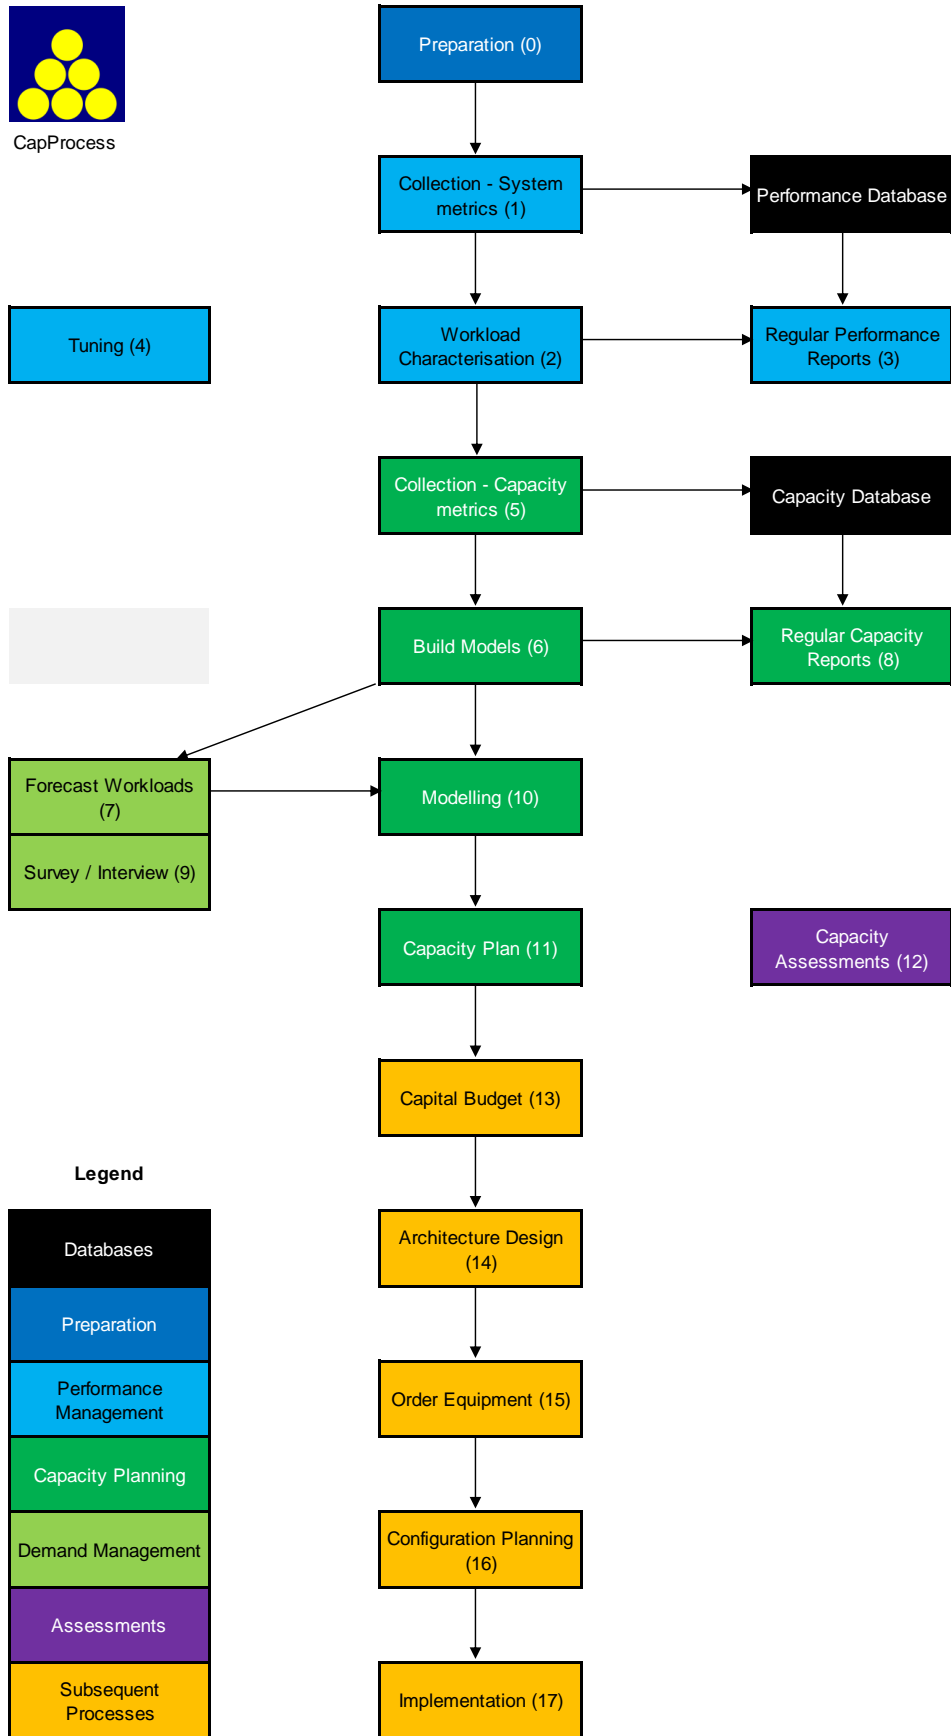 Preparation (0)
CapProcess
Collection - System
metrics (1)
Performance Database
Tuning (4)
Workload
Characterisation (2)
Regular Performance
Reports (3)
Collection - Capacity
metrics (5)
Capacity Database
Build Models (6)
Regular Capacity
Reports (8)
Forecast Workloads
(7)
Modelling (10)
Survey / Interview (9)
Capacity Plan (11)
Capacity
Assessments (12)
Capital Budget (13)
Legend
Databases
Architecture Design
(14)
Preparation
Performance
Management
Order Equipment (15)
Capacity Planning
Demand Management
Configuration Planning
(16)
Assessments
Subsequent
Processes
Implementation (17)